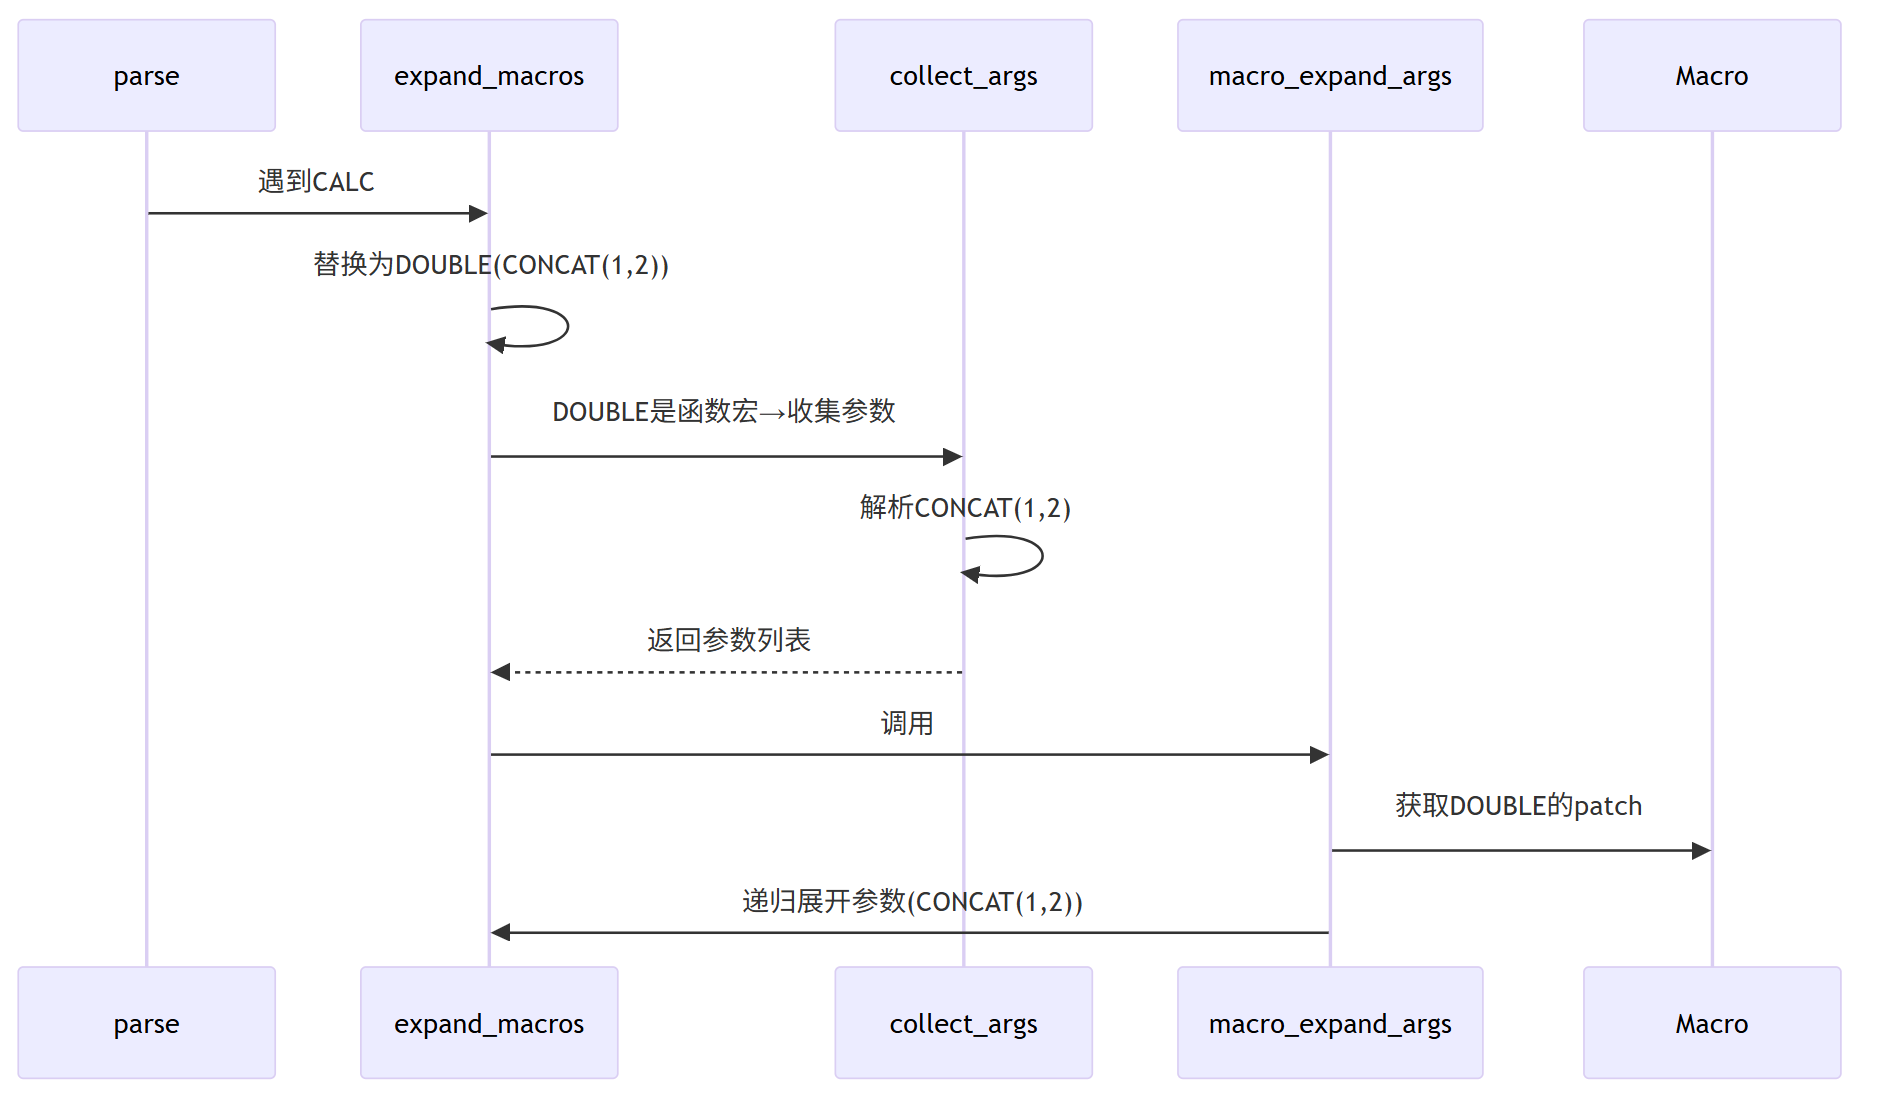 parse
expand_macros
collect_args
macro_expand_args
Macro
遇到CALC
替换为DOUBLE(CONCAT(1,2))
DOUBLE是函数宏→收集参数
解析CONCAT(1,2)
返回参数列表
调用
获取DOUBLE的patch
递归展开参数(CONCAT(1,2))
parse
expand_macros
collect_args
macro_expand_args
Macro